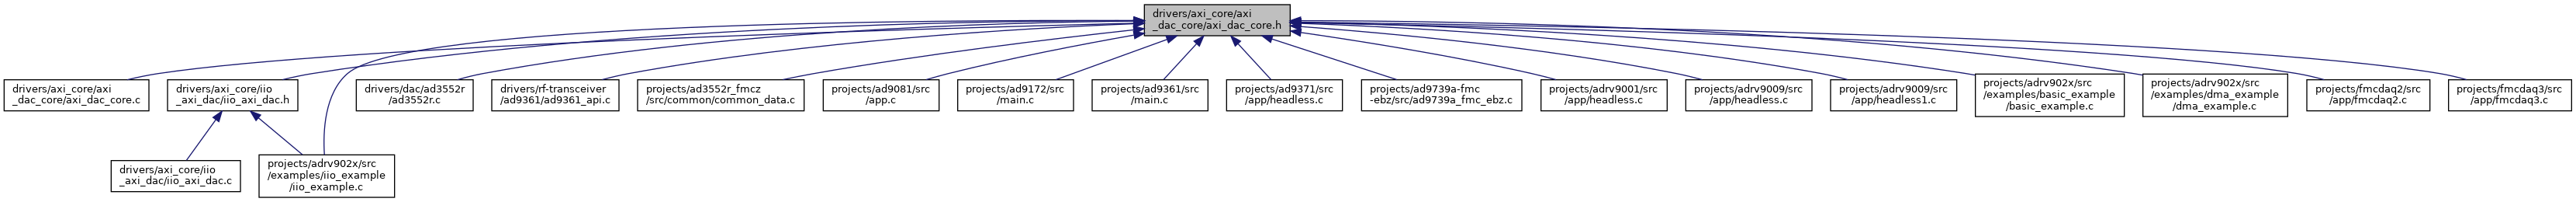 drivers/axi_core/axi
_dac_core/axi_dac_core.h
drivers/axi_core/axi
_dac_core/axi_dac_core.c
drivers/axi_core/iio
_axi_dac/iio_axi_dac.h
drivers/dac/ad3552r
/ad3552r.c
drivers/rf-transceiver
/ad9361/ad9361_api.c
projects/ad3552r_fmcz
/src/common/common_data.c
projects/ad9081/src
/app.c
projects/ad9172/src
/main.c
projects/ad9361/src
/main.c
projects/ad9371/src
/app/headless.c
projects/ad9739a-fmc
-ebz/src/ad9739a_fmc_ebz.c
projects/adrv9001/src
/app/headless.c
projects/adrv9009/src
/app/headless.c
projects/adrv9009/src
/app/headless1.c
projects/adrv902x/src
/examples/basic_example
/basic_example.c
projects/adrv902x/src
/examples/dma_example
/dma_example.c
projects/fmcdaq2/src
/app/fmcdaq2.c
projects/fmcdaq3/src
/app/fmcdaq3.c
drivers/axi_core/iio
_axi_dac/iio_axi_dac.c
projects/adrv902x/src
/examples/iio_example
/iio_example.c